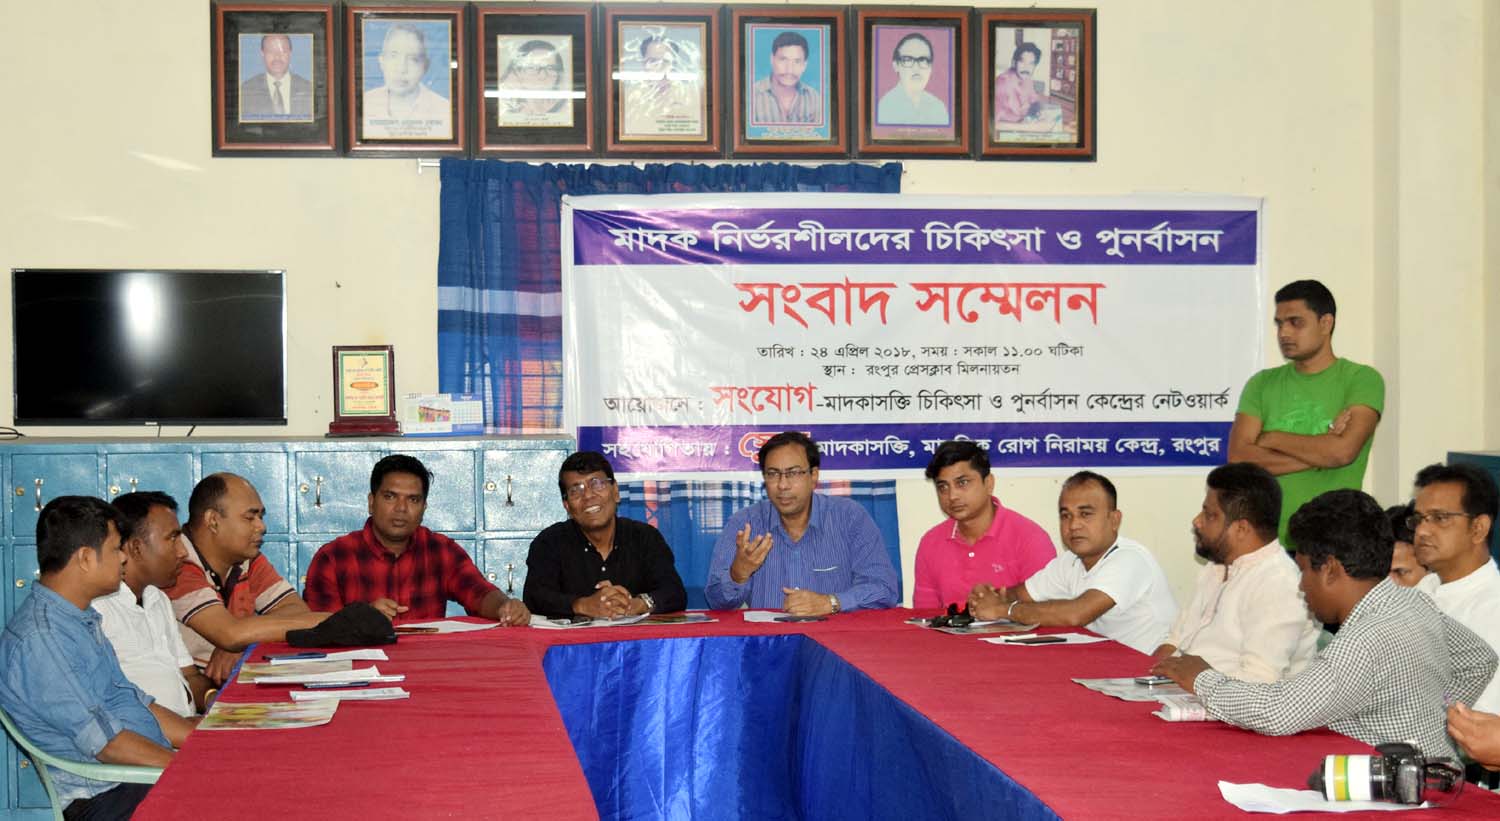 মাদক নির্ভরশীলদের চিকিৎসা ও পুনর্বাসন
সংবাদ সম্মেলন
তারিখ : ২৪ এপ্রিল ২০১৮, সময় : সকাল ১১.০০ ঘটিকা
স্থান : রংপুর প্রেসক্লাব মিলনায়তন
আয়োজনে : সংযোগ-মাদকাসক্তি চিকিৎসা ও পুনর্বাসন কেন্দ্রের নেটওয়ার্ক
সহযোগিতায় : মাদকাসক্তি, রোগ নিরাময় কেন্দ্র, রংপুর